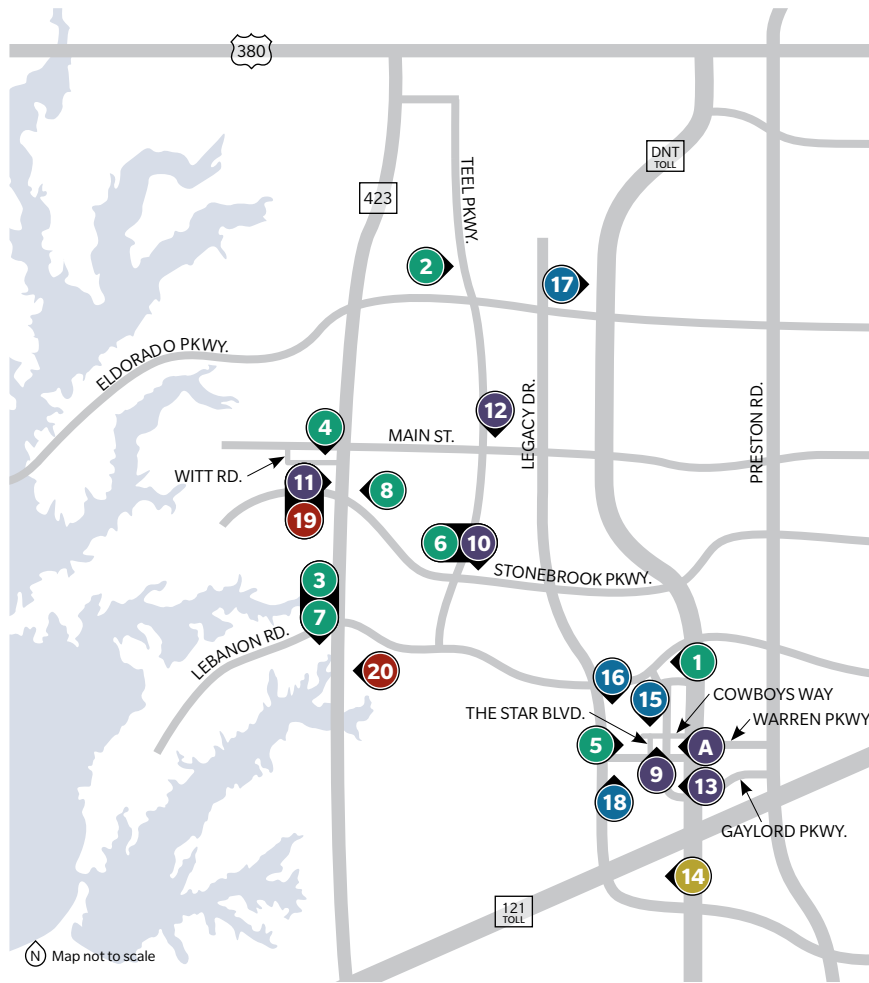 380
DNT
TOLL
TEEL PKWY.
423
2
17
ELDORADO PKWY.
12
LEGACY DR.
PRESTON RD.
4
MAIN ST.
WITT RD.
11
8
19
6
10
STONEBROOK PKWY.
3
7
LEBANON RD.
20
1
16
15
COWBOYS WAY
THE STAR BLVD.
WARREN PKWY
5
A
9
13
18
GAYLORD PKWY.
14
121
TOLL
N
Map not to scale